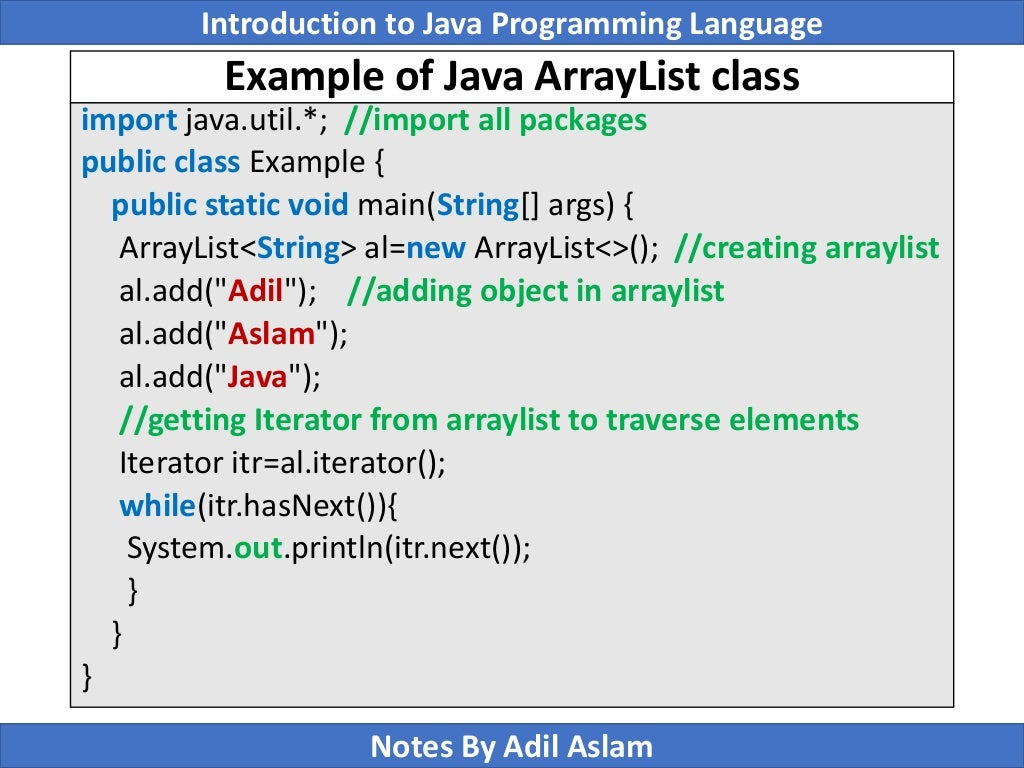 Introduction to Java Programming Language
Example of Java ArrayList class
import java.util.*;  //import all packages
public class Example {
public static void main(String[] args) {
ArrayList<String> al=new ArrayList<>();  //creating arraylist
al.add("Adil");    //adding object in arraylist
al.add("Aslam");
al.add("Java");
//getting Iterator from arraylist to traverse elements
Iterator itr=al.iterator();
while(itr.hasNext()){
System.out.println(itr.next());
}
}
}
Notes By Adil Aslam